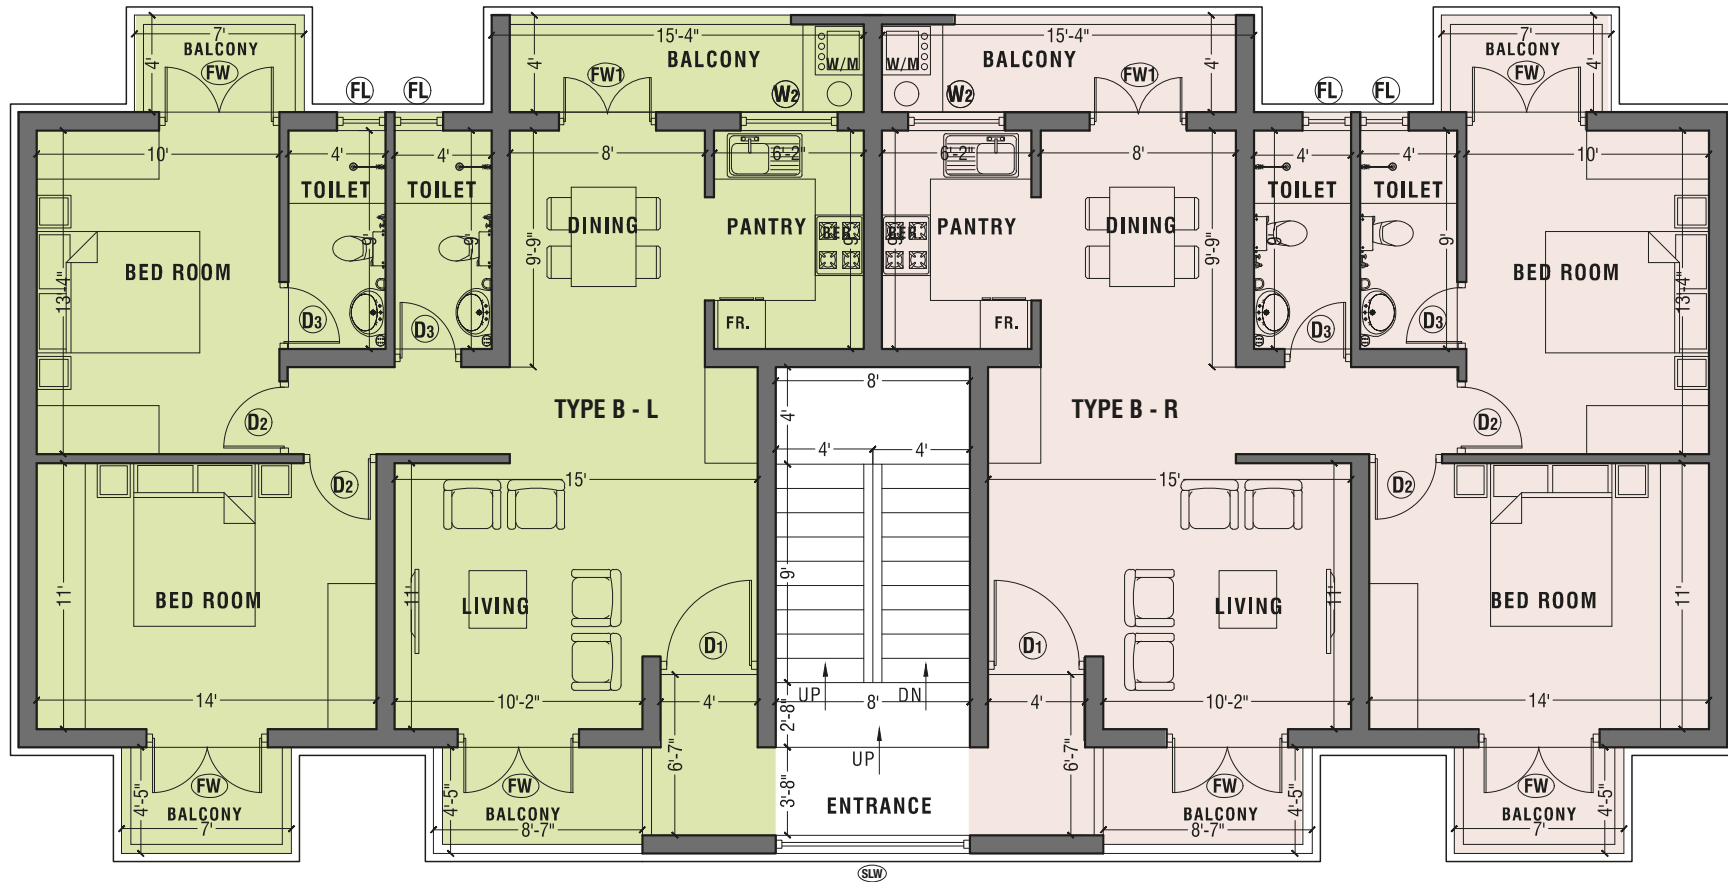 7' 15'-4" 15'-4" 7'
BALCONY BALCONY BALCONY BALCONY
4' FW 4' FW1 W/M W/M FW1 4' FW 4'
FL FL W2 W2 FL FL
10' 4' 4' 8' 6'-2" 6'-2" 8' 4' 4' 10'
TOILET TOILET TOILET TOILET
DINING PANTRY PANTRY DINING
9' 9' 9'-9" 9' 9' 9'-9" 9' 9'
BED ROOM BED ROOM
13'-4" 13'-4"
D3 D3 FR. FR. D3 D3
8'
TYPE B - L TYPE B - R
D2 4' D2
4' 4'
D2 15' 15' D2
9'
BED ROOM 11' 11' LIVING LIVING 11' BED ROOM 11'
D1 D1
UP DN
14' 10'-2" 4' 8' 4' 10'-2" 14'
2'-8"
6'-7" UP 6'-7"
FW FW FW FW
4'-5" 4'-5" 3'-8" ENTRANCE 4'-5" 4'-5"
BALCONY BALCONY BALCONY BALCONY
7' 8'-7" 8'-7" 7'
SLW